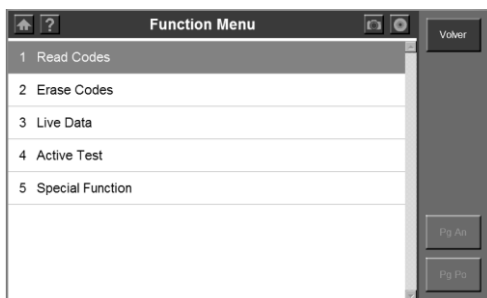 ? Function Menu
Volver
1 Read Codes
2 Erase Codes
3 Live Data
4 Active Test
5 Special Function
Pg An
Pg Po